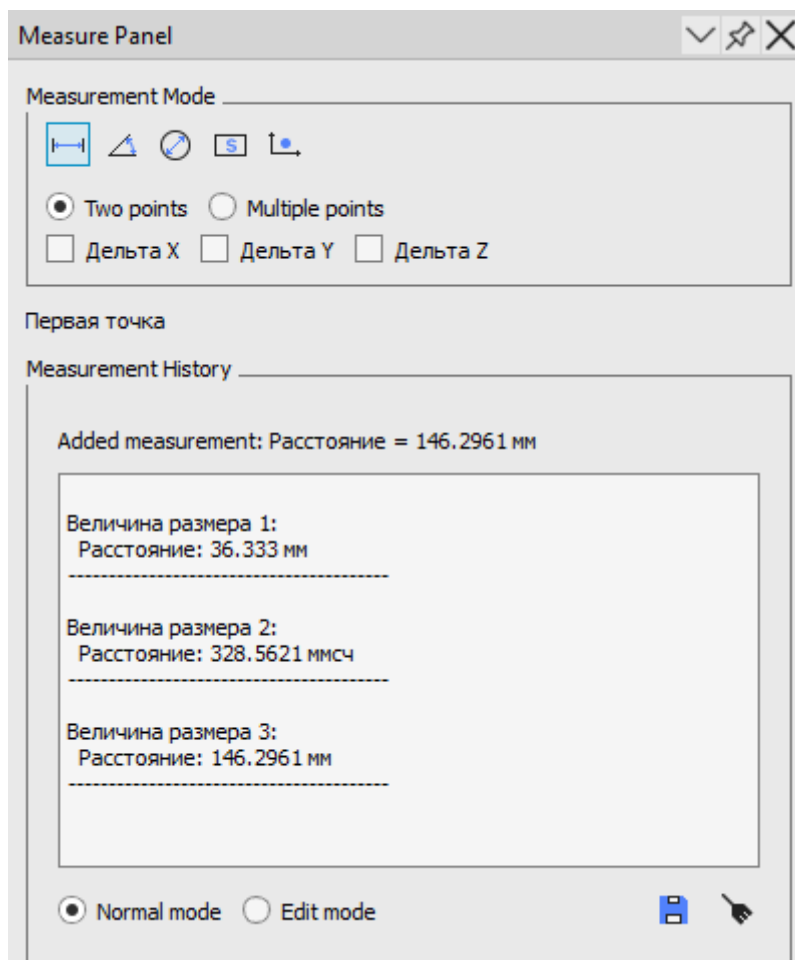 Measure Panel
Measurement Mode
S
Two points Multiple points
Дельта X Дельта Y Дельта Z
Первая точка
Measurement History
Added measurement: Расстояние = 146.2961 мм
Величина размера 1:
Расстояние: 36.333 мм
----------------------------------------
Величина размера 2:
Расстояние: 328.5621 ммсч
----------------------------------------
Величина размера 3:
Расстояние: 146.2961 мм
----------------------------------------
Normal mode Edit mode